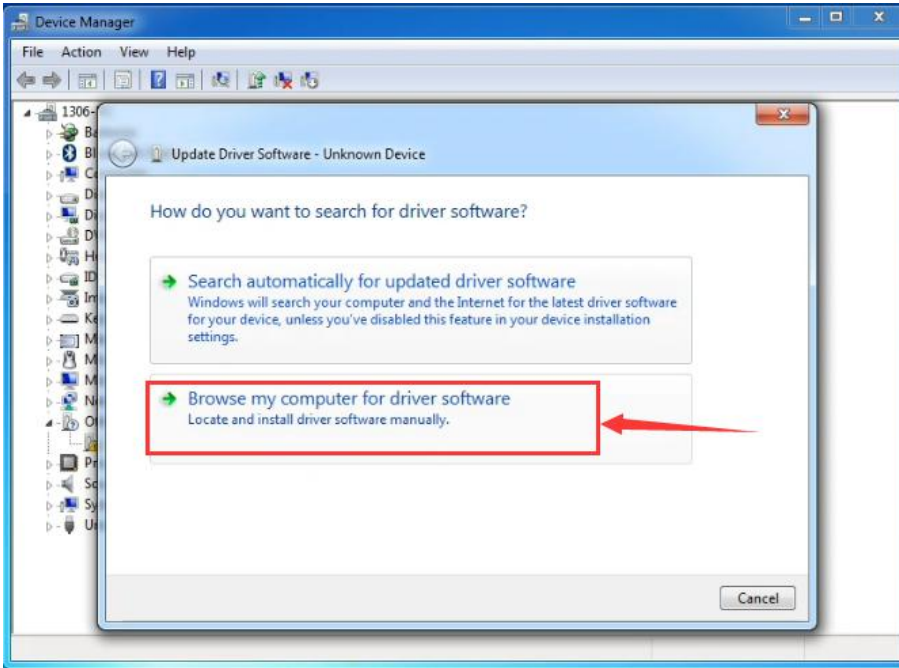 Device Manager
File Action View Help
1306-
Update Driver Software - Unknown Device
How do you want to search for driver software?
Search automatically for updated driver software
Windows will search your computer and the Internet for the latest driver software
for your device, unless you've disabled this feature in your device installation
settings.
Browse my computer for driver software
Locate and install driver software manually.
Cancel